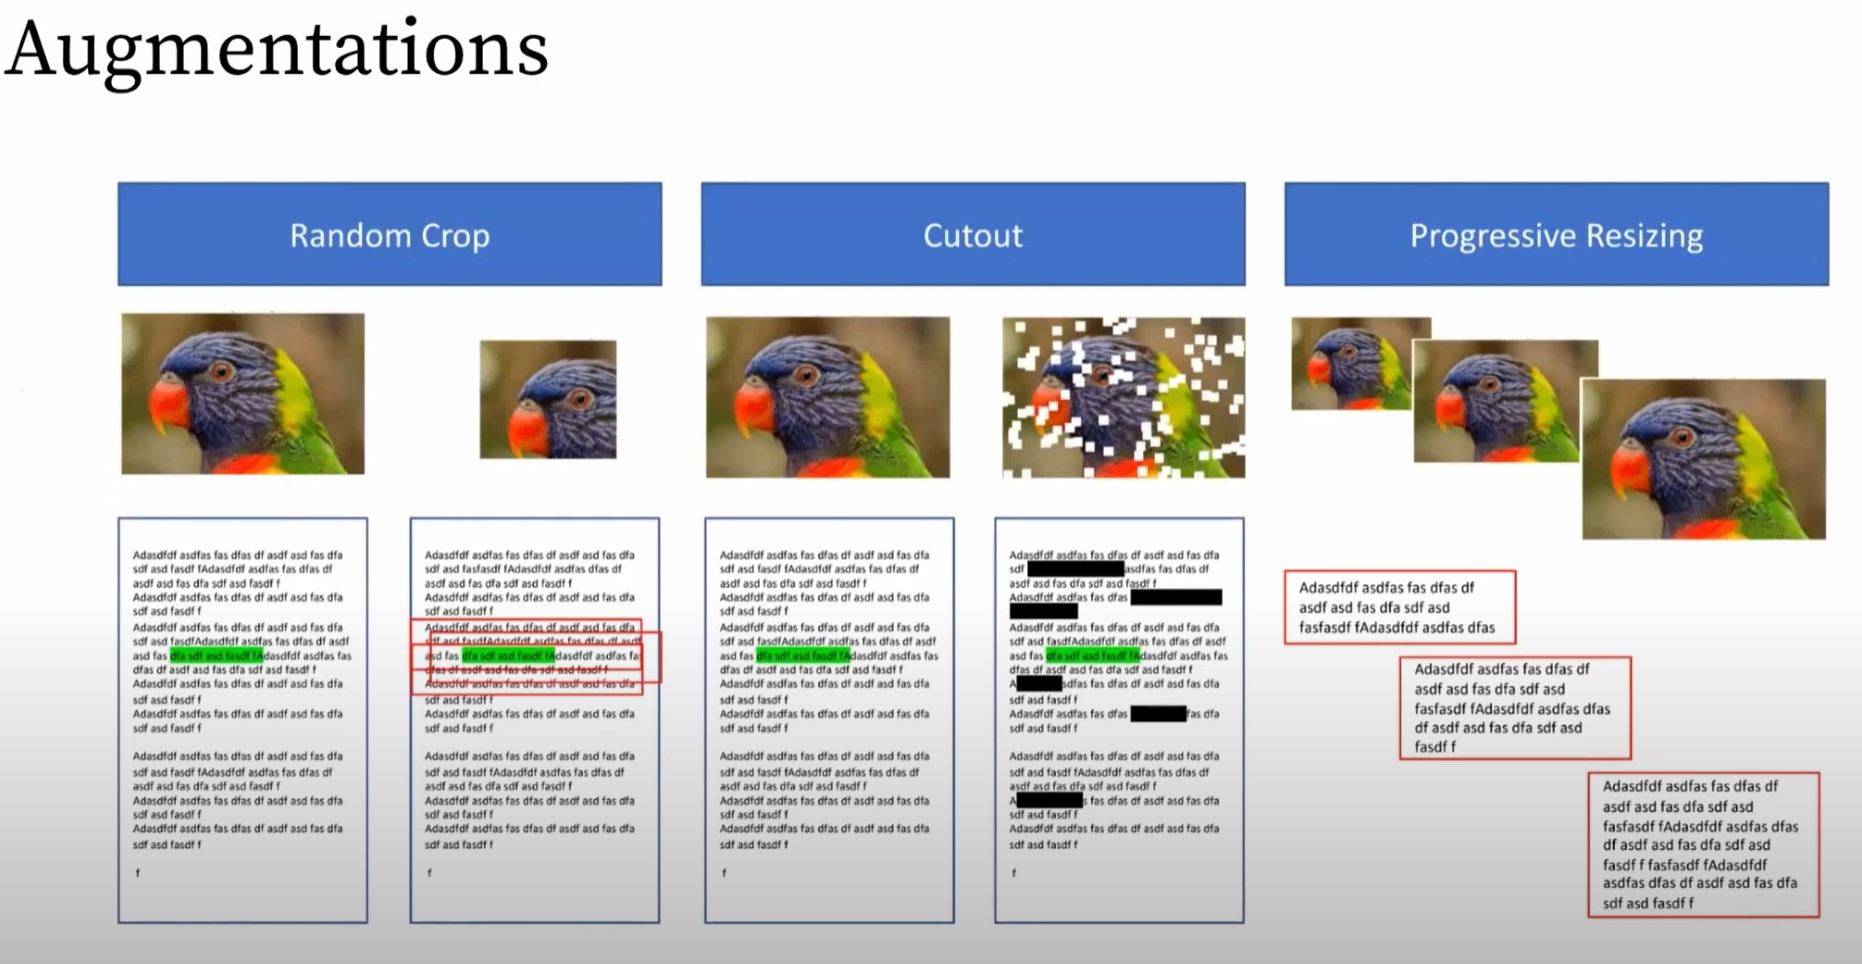 Augmentations
Random Crop
Cutout
Progressive Resizing
Adasdfdf asdfas fas dfas df asdf asd fas dfa
sdf asd fasdf fAdasdfdf asdfas fas dfas df
asdf asd fas dfa sdf asd fasdf f
Adasdfdf asdfas fas dfas df asdf asd fas dfa
sdf asd fasdf f
Adasdfdf asdfas fas dfas df asdf asd fas dfa
sdf asd fasdfAdasdfdf asdfas fas dfas df asdf
asd fas dfa sdf asd fasdf fAdasdfdf asdfas fas
dfas df asdf asd fas dfa sdf asd fasdf f
Adasdfdf asdfas fas dfas df asdf asd fas dfa
sdf asd fasdf f
Adasdfdf asdfas fas dfas df asdf asd fas dfa
sdf asd fasdf f
Adasdfdf asdfas fas dfas df asdf asd fas dfa
sdf asd fasdf fAdasdfdf asdfas fas dfas df
asdf asd fas dfa sdf asd fasdf f
Adasdfdf asdfas fas dfas df asdf asd fas dfa
sdf asd fasdf f
Adasdfdf asdfas fas dfas df asdf asd fas dfa
sdf asd fasdf f
f
Adasdfdf asdfas fas dfas df asdf asd fas dfa
sdf asd fasfasdf fAdasdfdf asdfas dfas df
asdf asd fas dfa sdf asd fasdf f
Adasdfdf asdfas fas dfas df asdf asd fas dfa
sdf asd fasdf f
Adasdfdf asdfas fas dfas df asdf asd fas dfa
sdf asd fasdfAdasdfdf asdfas fas dfas df asdf
asd fas dfa sdf asd fasdf fAdasdfdf asdfas fas
dfas df asdf asd fas dfa sdf asd fasdf f
Adasdfdf asdfas fas dfas df asdf asd fas dfa
sdf asd fasdf f
Adasdfdf asdfas fas dfas df asdf asd fas dfa
sdf asd fasdf f
Adasdfdf asdfas fas dfas df asdf asd fas dfa
sdf asd fasdf fAdasdfdf asdfas fas dfas df
asdf asd fas dfa sdf asd fasdf f
Adasdfdf asdfas fas dfas df asdf asd fas dfa
sdf asd fasdf f
Adasdfdf asdfas fas dfas df asdf asd fas dfa
sdf asd fasdf f
f
Adasdfdf asdfas fas dfas df asdf asd fas dfa
sdf asd fasdf fAdasdfdf asdfas fas dfas df
asdf asd fas dfa sdf asd fasdf f
Adasdfdf asdfas fas dfas df asdf asd fas dfa
sdf asd fasdf f
Adasdfdf asdfas fas dfas df asdf asd fas dfa
sdf asd fasdfAdasdfdf asdfas fas dfas df asdf
asd fas dfa sdf asd fasdf fAdasdfdf asdfas fas
dfas df asdf asd fas dfa sdf asd fasdf f
Adasdfdf asdfas fas dfas df asdf asd fas dfa
sdf asd fasdf f
Adasdfdf asdfas fas dfas df asdf asd fas dfa
sdf asd fasdf f
Adasdfdf asdfas fas dfas df asdf asd fas dfa
sdf asd fasdf fAdasdfdf asdfas fas dfas df
asdf asd fas dfa sdf asd fasdf f
Adasdfdf asdfas fas dfas df asdf asd fas dfa
sdf asd fasdf f
Adasdfdf asdfas fas dfas df asdf asd fas dfa
sdf asd fasdf f
f
Adasdfdf asdfas fas dfas df asdf asd fas dfa
sdf asdfas fas dfas df
asdf asd fas dfa sdf asd fasdf f
Adasdfdf asdfas fas dfas
Adasdfdf asdfas fas dfas df asdf asd fas dfa
sdf asd fasdfAdasdfdf asdfas fas dfas df asdf
asd fas dfa sdf asd fasdf fAdasdfdf asdfas fas
dfas df asdf asd fas dfa sdf asd fasdf f
A sdfas fas dfas df asdf asd fas dfa
sdf asd fasdf f
Adasdfdf asdfas fas dfas fas dfa
sdf asd fasdf f
Adasdfdf asdfas fas dfas df asdf asd fas dfa
sdf asd fasdf fAdasdfdf asdfas fas dfas df
asdf asd fas dfa sdf asd fasdf f
A s fas dfas df asdf asd fas dfa
sdf asd fasdf f
Adasdfdf asdfas fas dfas df asdf asd fas dfa
sdf asd fasdf f
f
Adasdfdf asdfas fas dfas df
asdf asd fas dfa sdf asd
fasfasdf fAdasdfdf asdfas dfas
Adasdfdf asdfas fas dfas df
asdf asd fas dfa sdf asd
fasfasdf fAdasdfdf asdfas dfas
df asdf asd fas dfa sdf asd
fasdf f
Adasdfdf asdfas fas dfas df
asdf asd fas dfa sdf asd
fasfasdf fAdasdfdf asdfas dfas
df asdf asd fas dfa sdf asd
fasdf f fasfasdf fAdasdfdf
asdfas dfas df asdf asd fas dfa
sdf asd fasdf f